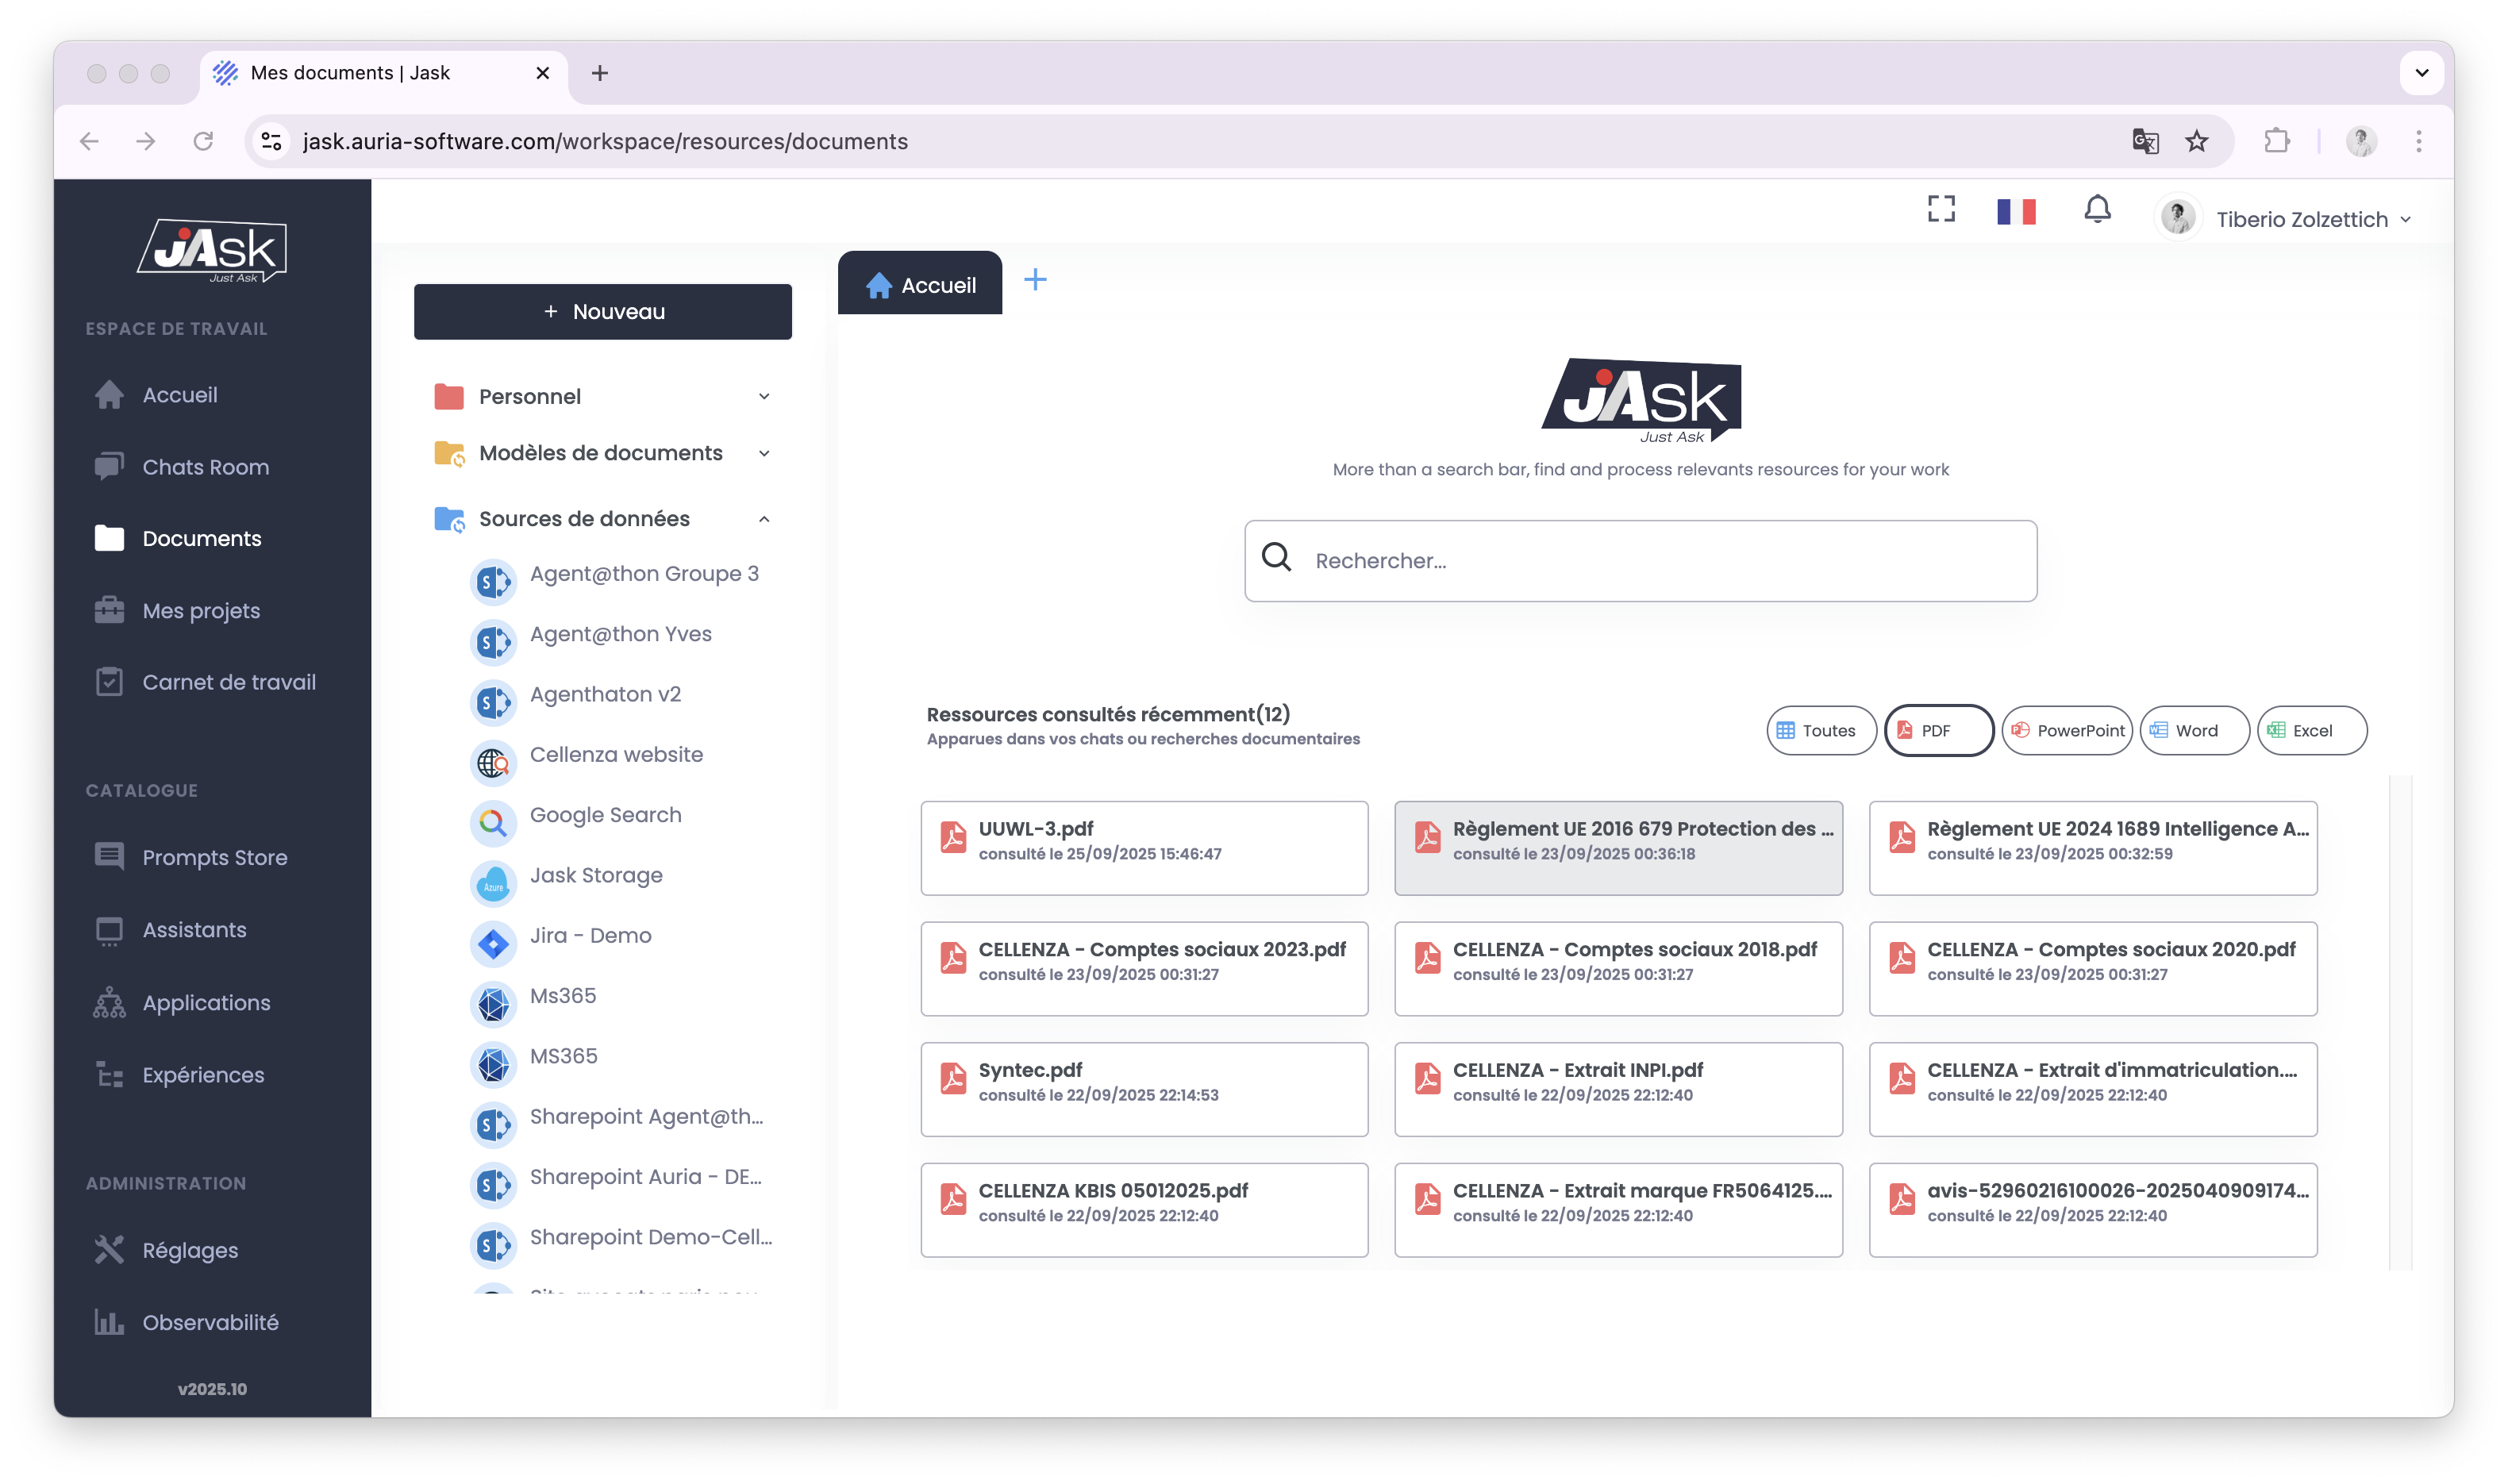 Mes documents | Jask
jask.auria-software.com/workspace/resources/documents
jAsk
Just Ask
Tiberio Zolzettich
ESPACE DE TRAVAIL
Accueil
Chats Room
Documents
Mes projets
Carnet de travail
CATALOGUE
Prompts Store
Assistants
Applications
Expériences
ADMINISTRATION
Réglages
Observabilité
v2025.10
+ Nouveau
Personnel
Modèles de documents
Sources de données
Agent@thon Groupe 3
Agent@thon Yves
Agenthaton v2
Cellenza website
Google Search
Azure
Jask Storage
Jira - Demo
Ms365
MS365
Sharepoint Agent@th...
Sharepoint Auria - DE...
Sharepoint Demo-Cell...
Accueil
jAsk
Just Ask
More than a search bar, find and process relevants resources for your work
Rechercher...
Ressources consultés récemment(12)
Apparues dans vos chats ou recherches documentaires
Toutes
PDF
PowerPoint
Word
Excel
UUWL-3.pdf
consulté le 25/09/2025 15:46:47
Règlement UE 2016 679 Protection des ...
consulté le 23/09/2025 00:36:18
Règlement UE 2024 1689 Intelligence A...
consulté le 23/09/2025 00:32:59
CELLENZA - Comptes sociaux 2023.pdf
consulté le 23/09/2025 00:31:27
CELLENZA - Comptes sociaux 2018.pdf
consulté le 23/09/2025 00:31:27
CELLENZA - Comptes sociaux 2020.pdf
consulté le 23/09/2025 00:31:27
Syntec.pdf
consulté le 22/09/2025 22:14:53
CELLENZA - Extrait INPI.pdf
consulté le 22/09/2025 22:12:40
CELLENZA - Extrait d'immatriculation....
consulté le 22/09/2025 22:12:40
CELLENZA KBIS 05012025.pdf
consulté le 22/09/2025 22:12:40
CELLENZA - Extrait marque FR5064125....
consulté le 22/09/2025 22:12:40
avis-52960216100026-2025040909174...
consulté le 22/09/2025 22:12:40